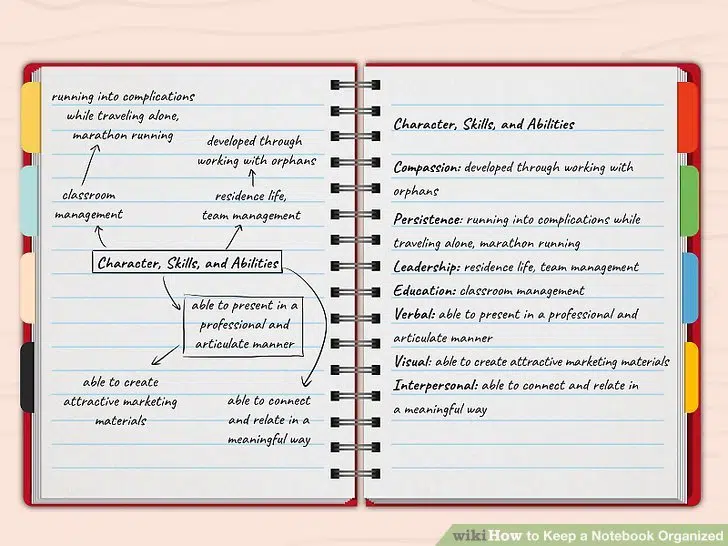 running into complications
while traveling alone,
marathon running
developed through
working with orphans
classroom
management
residence life,
team management
Character, Skills, and Abilities
able to present in a
professional and
articulate manner
able to create
attractive marketing
materials
able to connect
and relate in a
meaningful way
Character, Skills, and Abilities
Compassion: developed through working with
orphans
Persistence: running into complications while
traveling alone, marathon running
Leadership: residence life, team management
Education: classroom management
Verbal: able to present in a professional and
articulate manner
Visual: able to create attractive marketing materials
Interpersonal: able to connect and relate in
a meaningful way
wikiHow to Keep a Notebook Organized